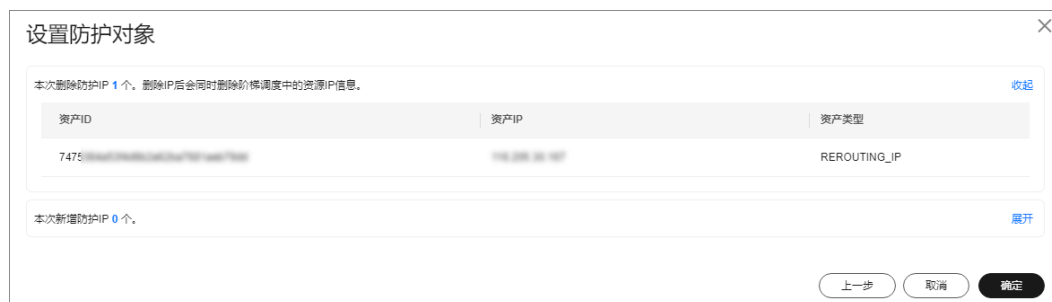 设置防护对象
本次删除防护IP 1 个。删除IP后会同时删除阶梯调度中的资源IP信息。
收起
资产ID
资产IP
资产类型
7475
REROUTING_IP
本次新增防护IP 0 个。
展开
上一步
取消
确定